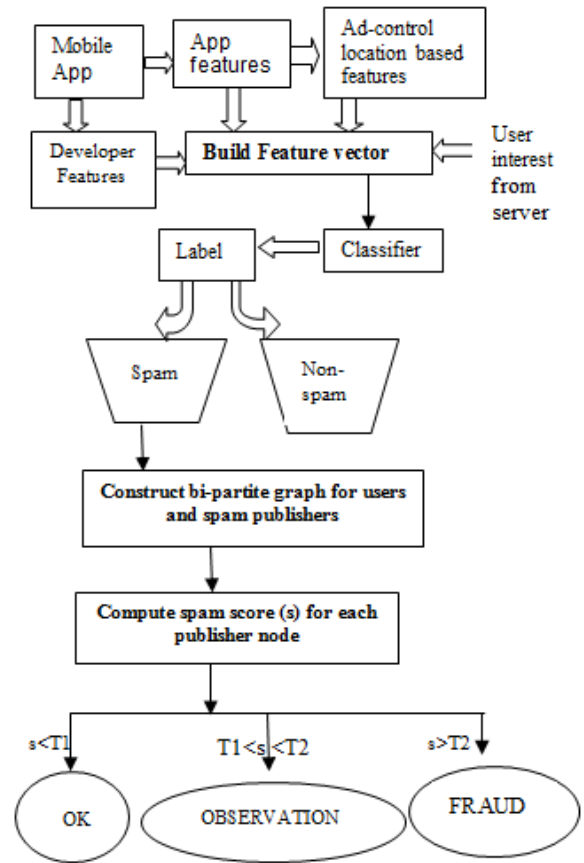 Mobile
App
App
features
Ad-control
location based
features
Developer
Features
Build Feature vector
User
interest
from
server
Label
Classifier
Spam
Non-
spam
Construct bi-partite graph for users
and spam publishers
Compute spam score (s) for each
publisher node
s<T1
T1<s <T2
s>T2
OK
OBSERVATION
FRAUD